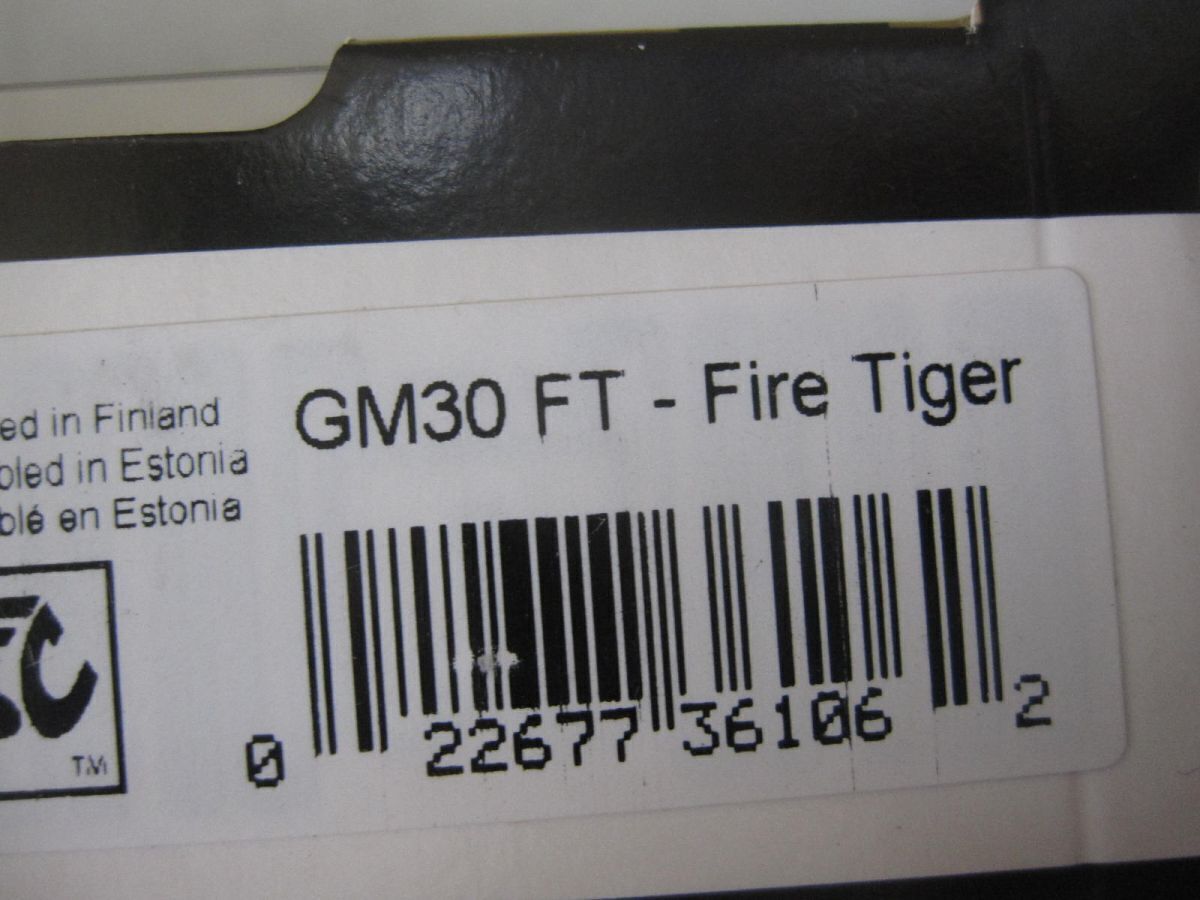 GM30 FT - Fire Tiger
ed in Finland
bled in Estonia
blé en Estonia
TM
0 22677 36106 2